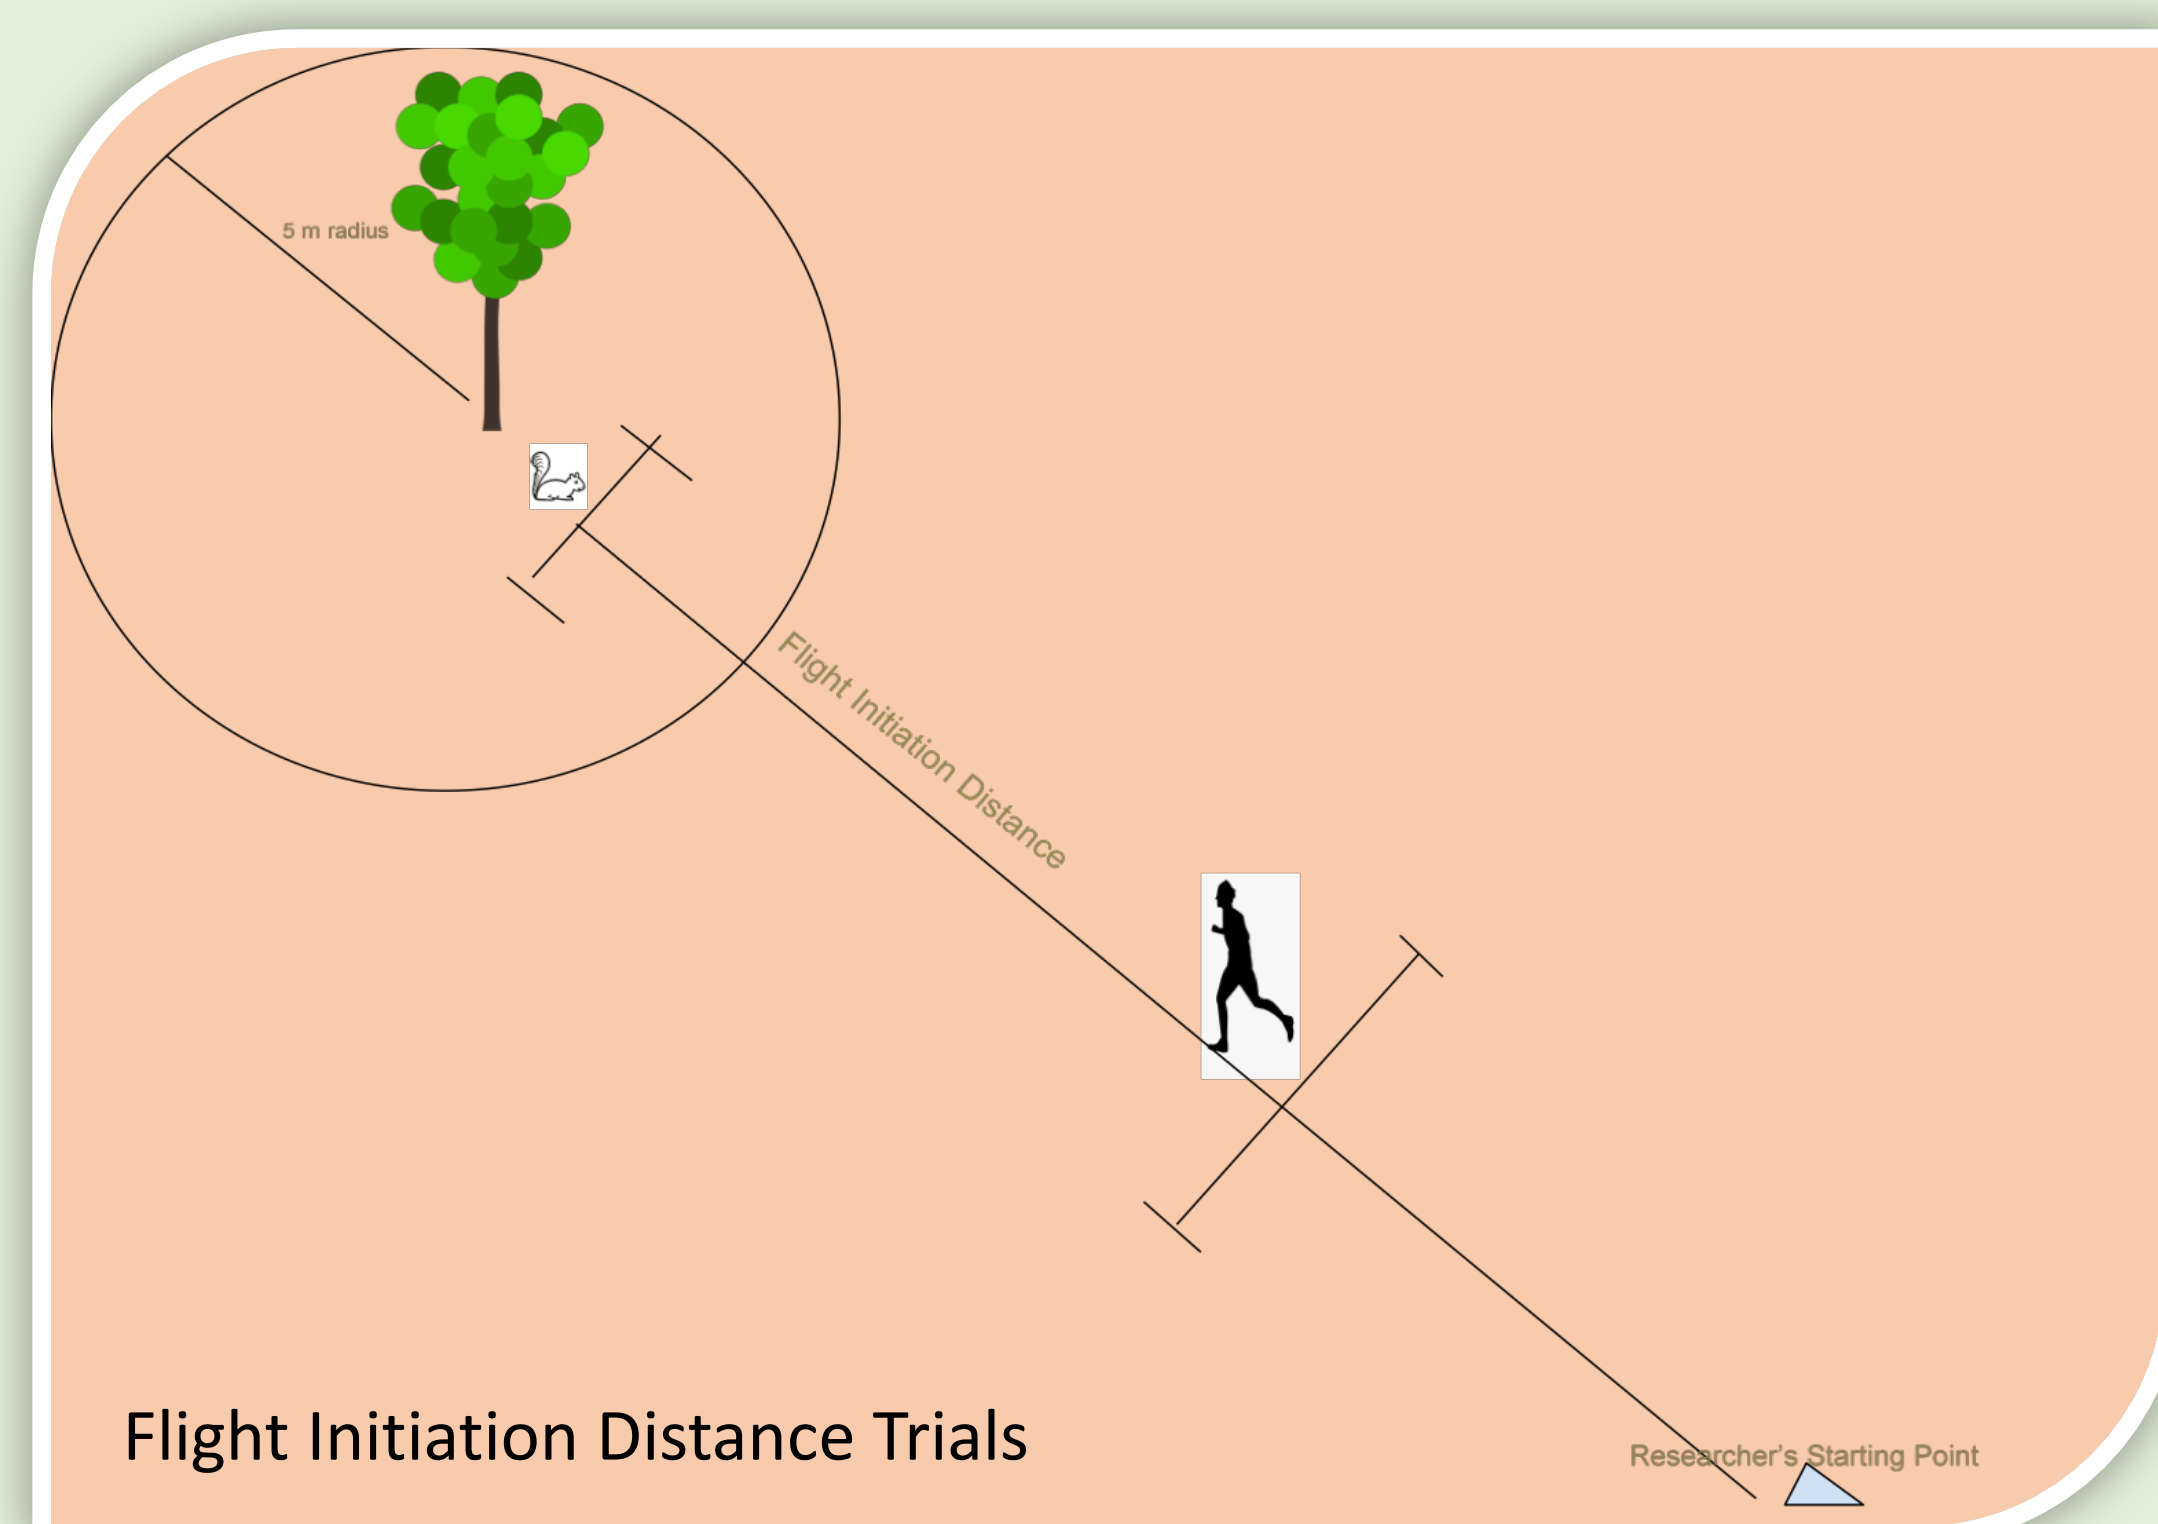 5 m radius
Flight Initiation Distance
Flight Initiation Distance Trials
Researcher's Starting Point